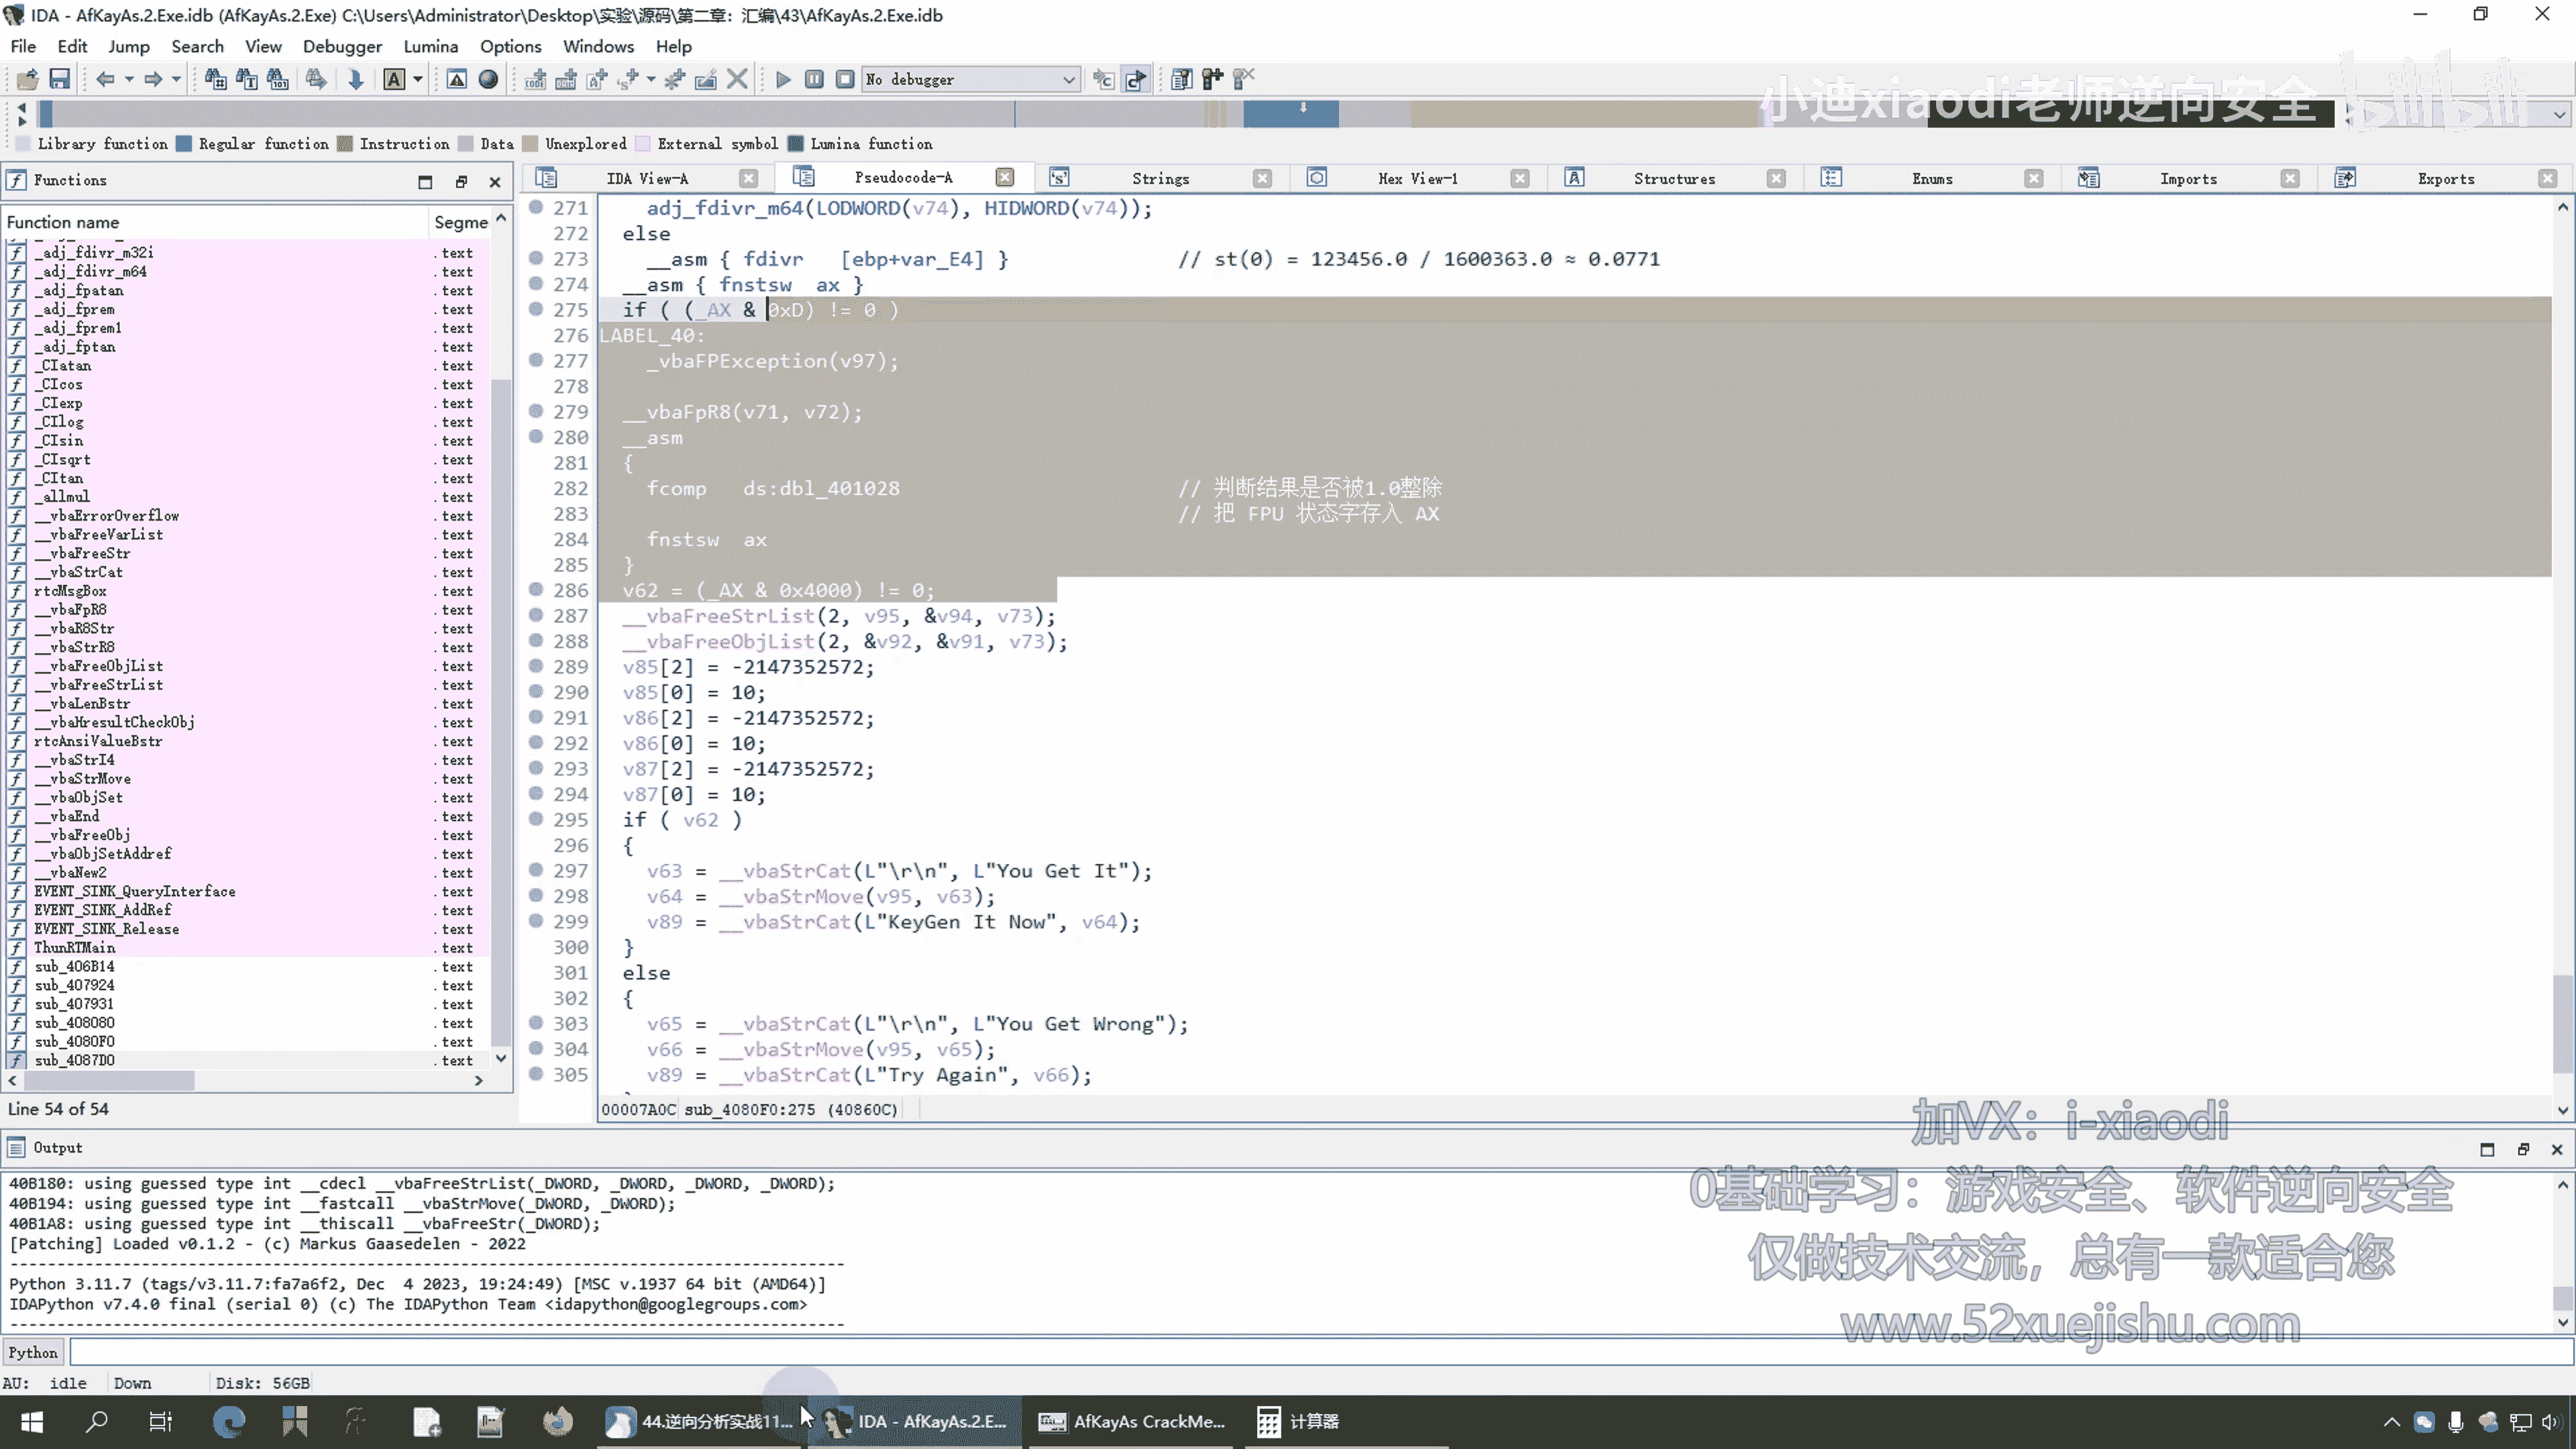 IDA - AfKayAs.2.Exe.idb (AfKayAs.2.Exe) C:\Users\Administrator\Desktop\实验\源码\第二章：汇编\43\AfKayAs.2.Exe.idb
File Edit Jump Search View Debugger Lumina Options Windows Help
No debugger
小迪xiaodi老师逆向安全 bilibili
Library function Regular function Instruction Data Unexplored External symbol Lumina function
Functions
IDA View-A Pseudocode-A Strings Hex View-1 Structures Enums Imports Exports
Function name Segme
_adj_fdivr_m32i .text
_adj_fdivr_m64 .text
_adj_fpatan .text
_adj_fprem .text
_adj_fprem1 .text
_adj_fptan .text
_CIatan .text
_CIcos .text
_CIexp .text
_CIlog .text
_CIsin .text
_CIsqrt .text
_CItan .text
_allmul .text
__vbaErrorOverflow .text
__vbaFreeVarList .text
__vbaFreeStr .text
__vbaStrCat .text
rtcMsgBox .text
__vbaFpR8 .text
__vbaR8Str .text
__vbaStrR8 .text
__vbaFreeObjList .text
__vbaFreeStrList .text
__vbaLenBstr .text
__vbaHresultCheckObj .text
rtcAnsiValueBstr .text
__vbaStrI4 .text
__vbaStrMove .text
__vbaObjSet .text
__vbaEnd .text
__vbaFreeObj .text
__vbaObjSetAddref .text
__vbaNew2 .text
EVENT_SINK_QueryInterface .text
EVENT_SINK_AddRef .text
EVENT_SINK_Release .text
ThunRTMain .text
sub_406B14 .text
sub_407924 .text
sub_407931 .text
sub_408080 .text
sub_4080F0 .text
sub_4087D0 .text
Line 54 of 54
271 adj_fdivr_m64(LODWORD(v74), HIDWORD(v74));
272 else
273 __asm { fdivr [ebp+var_E4] } // st(0) = 123456.0 / 1600363.0 ≈ 0.0771
274 __asm { fnstsw ax }
275 if ( (_AX & 0xD) != 0 )
276 LABEL_40:
277 _vbaFPException(v97);
278
279 __vbaFpR8(v71, v72);
280 __asm
281 {
282 fcomp ds:dbl_401028 // 判断结果是否被1.0整除
283 // 把 FPU 状态字存入 AX
284 fnstsw ax
285 }
286 v62 = (_AX & 0x4000) != 0;
287 __vbaFreeStrList(2, v95, &v94, v73);
288 __vbaFreeObjList(2, &v92, &v91, v73);
289 v85[2] = -2147352572;
290 v85[0] = 10;
291 v86[2] = -2147352572;
292 v86[0] = 10;
293 v87[2] = -2147352572;
294 v87[0] = 10;
295 if ( v62 )
296 {
297 v63 = __vbaStrCat(L"\r\n", L"You Get It");
298 v64 = __vbaStrMove(v95, v63);
299 v89 = __vbaStrCat(L"KeyGen It Now", v64);
300 }
301 else
302 {
303 v65 = __vbaStrCat(L"\r\n", L"You Get Wrong");
304 v66 = __vbaStrMove(v95, v65);
305 v89 = __vbaStrCat(L"Try Again", v66);
00007A0C sub_4080F0:275 (40860C)
加VX：i-xiaodi
0基础学习：游戏安全、软件逆向安全
仅做技术交流，总有一款适合您
www.52xuejishu.com
Output
40B180: using guessed type int __cdecl __vbaFreeStrList(_DWORD, _DWORD, _DWORD, _DWORD);
40B194: using guessed type int __fastcall __vbaStrMove(_DWORD, _DWORD);
40B1A8: using guessed type int __thiscall __vbaFreeStr(_DWORD);
[Patching] Loaded v0.1.2 - (c) Markus Gaasedelen - 2022
Python 3.11.7 (tags/v3.11.7:fa7a6f2, Dec 4 2023, 19:24:49) [MSC v.1937 64 bit (AMD64)]
IDAPython v7.4.0 final (serial 0) (c) The IDAPython Team <idapython@googlegroups.com>
Python
AU: idle Down Disk: 56GB
44.逆向分析实战11... IDA - AfKayAs.2.E... AfKayAs CrackMe... 计算器